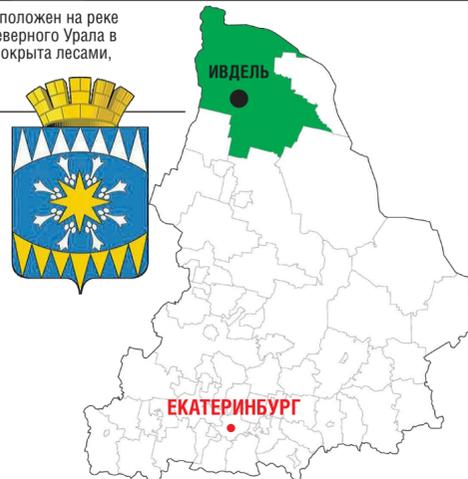 положен на реке
еверного Урала в
окрыта лесами,
ИВДЕЛЬ
ЕКАТЕРИНБУРГ